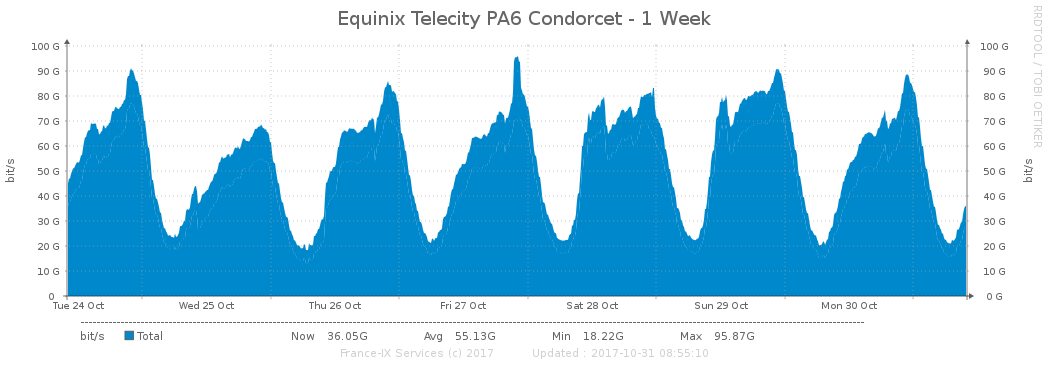 Equinix Telecity PA6 Condorcet - 1 Week
RRDTOOL / TOBI OETIKER
bit/s
100 G
90 G
80 G
70 G
60 G
50 G
40 G
30 G
20 G
10 G
0
100 G
90 G
80 G
70 G
60 G
50 G
40 G
30 G
20 G
10 G
0 G
bit/s
Tue 24 Oct Wed 25 Oct Thu 26 Oct Fri 27 Oct Sat 28 Oct Sun 29 Oct Mon 30 Oct
bit/s Total Now 36.05G Avg 55.13G Min 18.22G Max 95.87G
France-IX Services (c) 2017 Updated : 2017-10-31 08:55:10